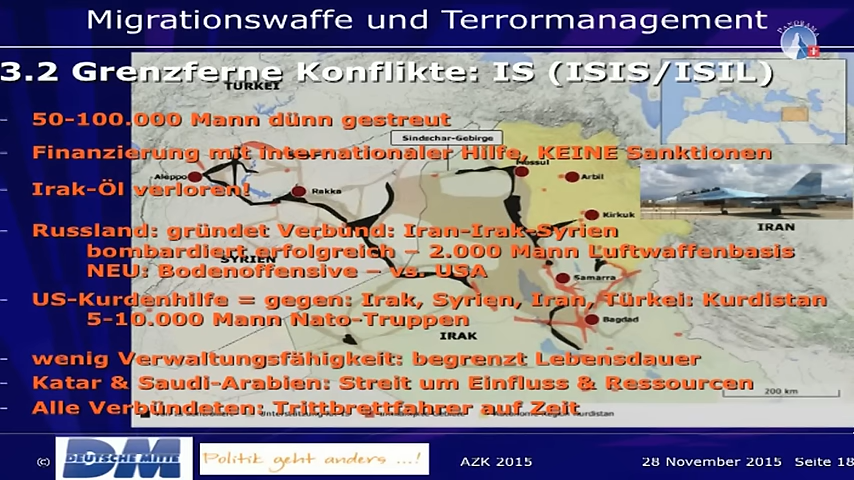 Migrationswaffe und Terrormanagement
PANORAMA
3.2 Grenzferne Konflikte: IS (ISIS/ISIL)
TÜRKEI
- 50-100.000 Mann dünn gestreut
Sindschar-Gebirge
- Finanzierung mit internationaler Hilfe, KEINE Sanktionen
Mossul
Aleppo
Arbil
- Irak-Öl verloren!
Rakka
Kirkuk
IRAN
- Russland: gründet Verbund: Iran-Irak-Syrien
bombardiert erfolgreich – 2.000 Mann Luftwaffenbasis
SYRIEN
NEU: Bodenoffensive – vs. USA
Samarra
- US-Kurdenhilfe = gegen: Irak, Syrien, Iran, Türkei: Kurdistan
5-10.000 Mann Nato-Truppen
Bagdad
IRAK
- wenig Verwaltungsfähigkeit: begrenzt Lebensdauer
- Katar & Saudi-Arabien: Streit um Einfluss & Ressourcen
200 km
- Alle Verbündeten: Trittbrettfahrer auf Zeit
Kurdistan
© DM DEUTSCHE MITTE Politik geht anders ...! AZK 2015 28 November 2015 Seite 18